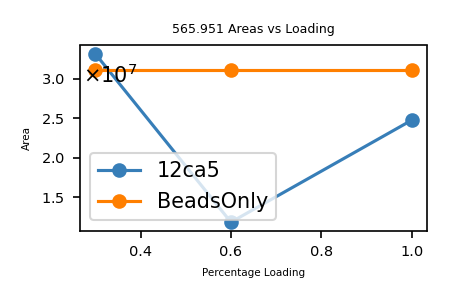 565.951 Areas vs Loading
×10⁷
3.0
2.5
2.0
1.5
Area
12ca5
BeadsOnly
0.4 0.6 0.8 1.0
Percentage Loading